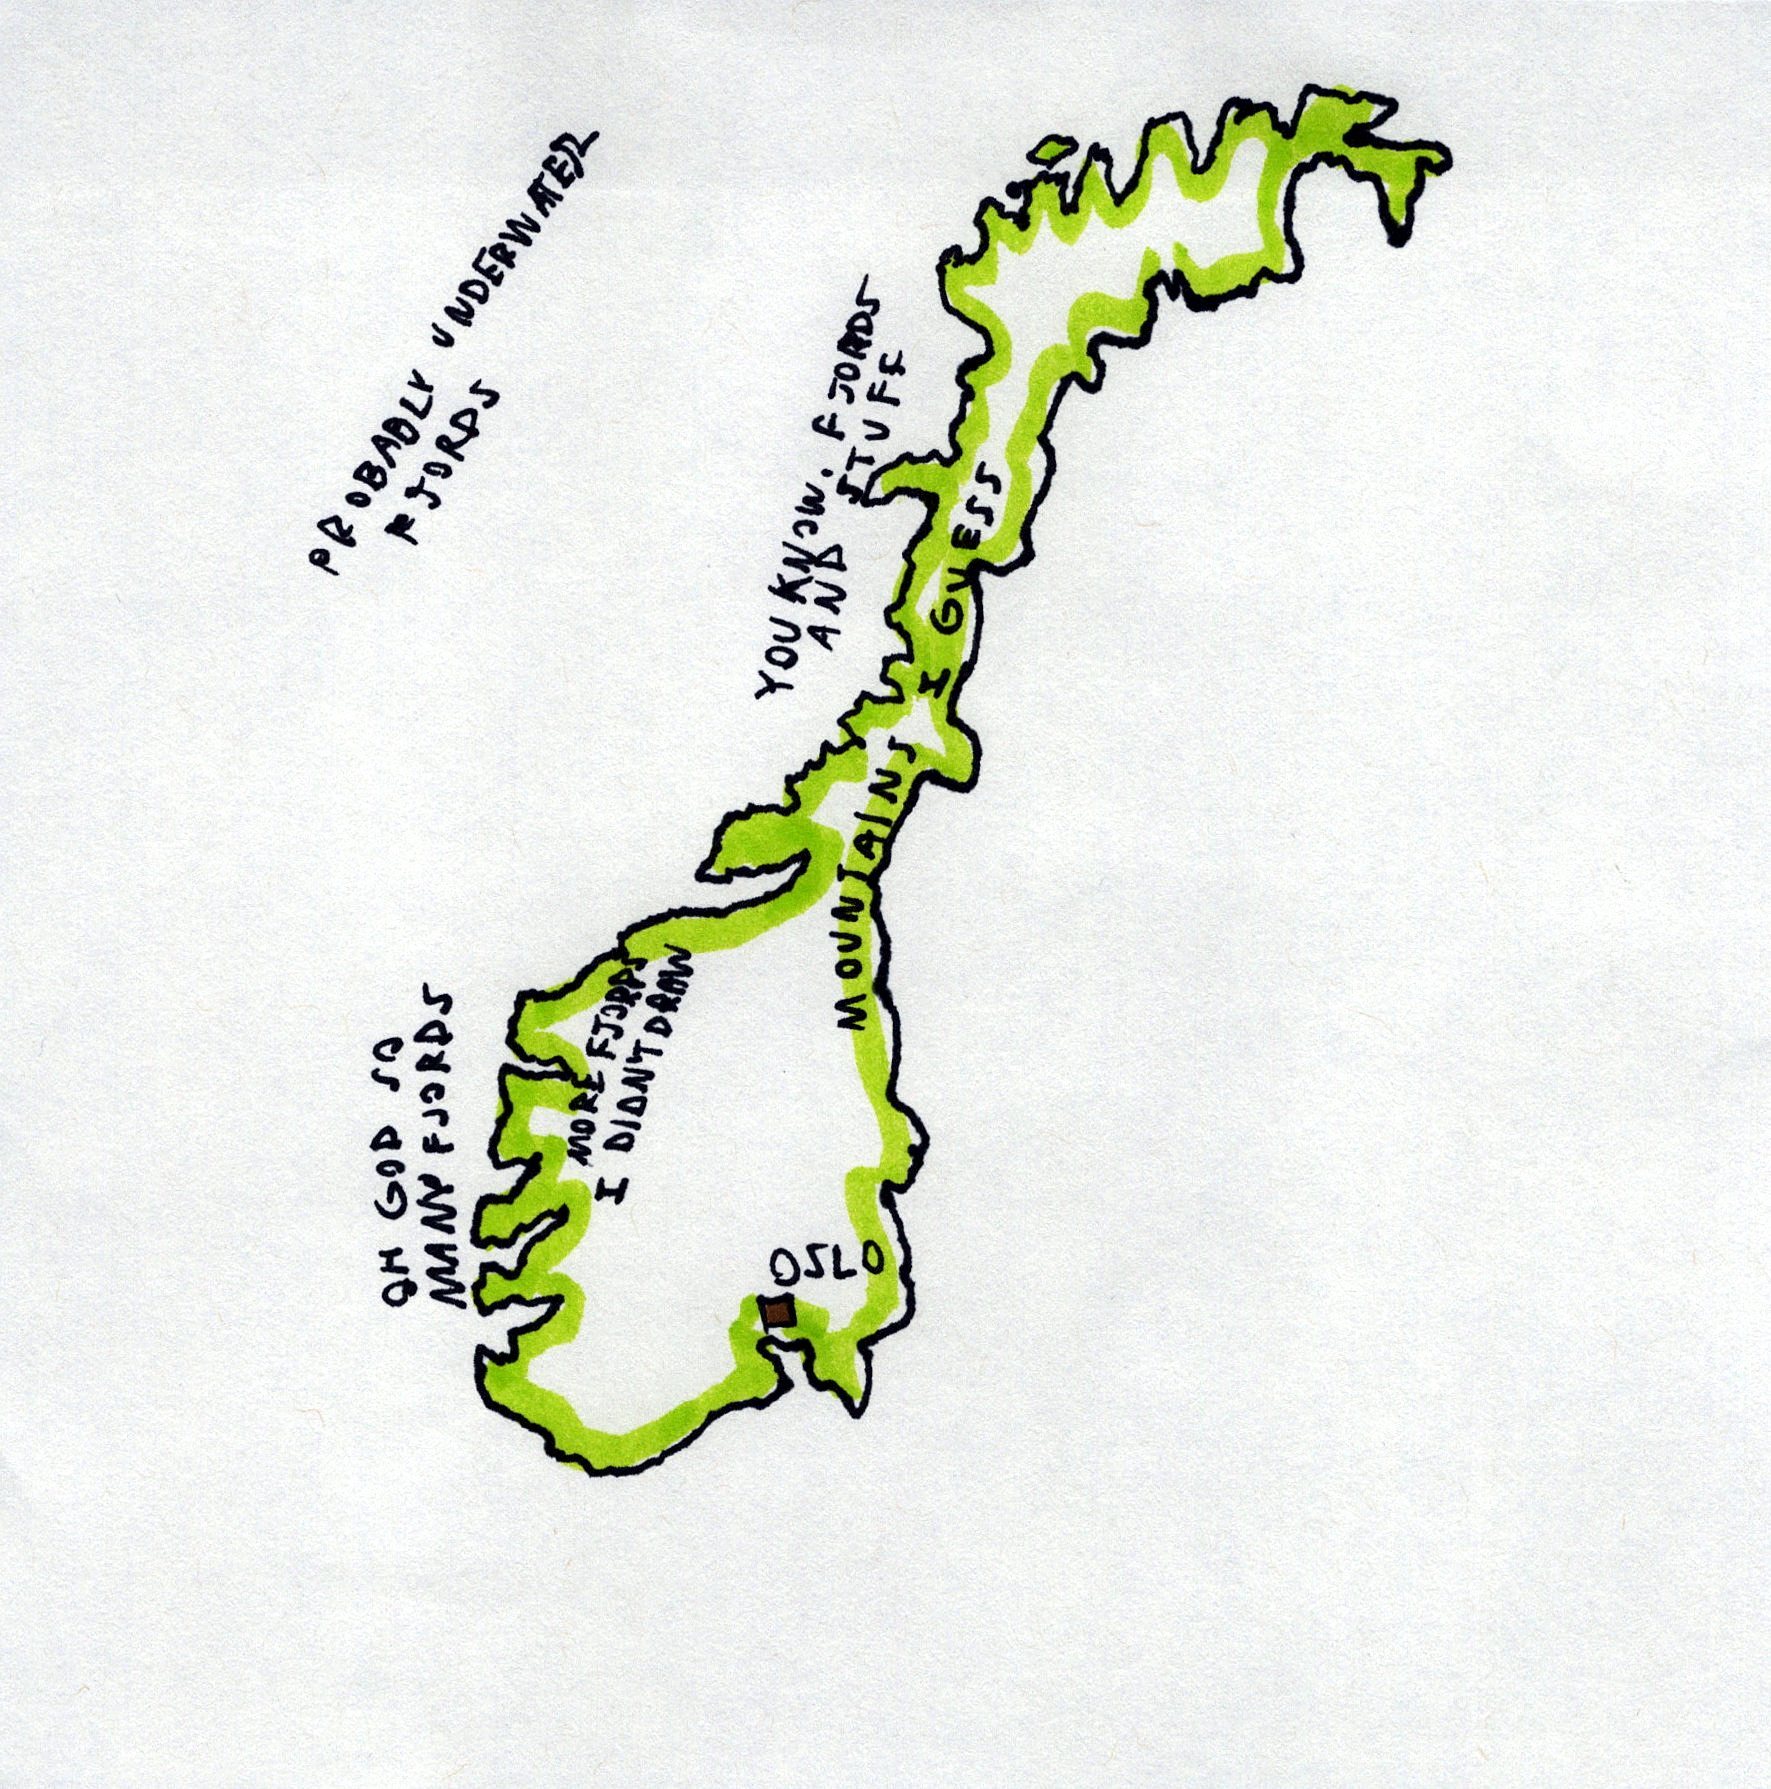 PROBABLY UNDERWATER
FJORDS
YOU KNOW. FJORDS
AND STUFF
MOUNTAINS I GUESS
OH GOD SO
MANY FJORDS
MORE FJORDS
I DIDN'T DRAW
OSLO